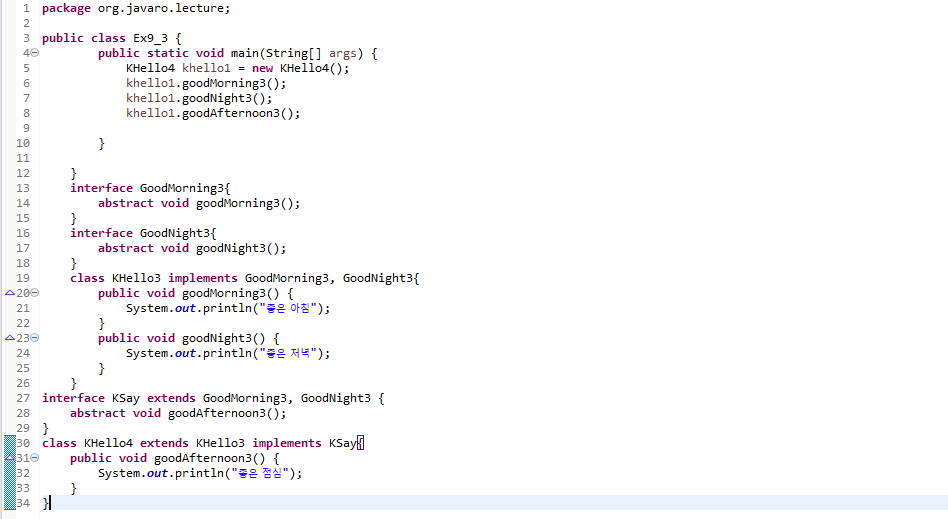 1 package org.javaro.lecture;
2
3 public class Ex9_3 {
4 public static void main(String[] args) {
5 KHello4 khello1 = new KHello4();
6 khello1.goodMorning3();
7 khello1.goodNight3();
8 khello1.goodAfternoon3();
9
10 }
11
12 }
13 interface GoodMorning3{
14 abstract void goodMorning3();
15 }
16 interface GoodNight3{
17 abstract void goodNight3();
18 }
19 class KHello3 implements GoodMorning3, GoodNight3{
20 public void goodMorning3() {
21 System.out.println("좋은 아침");
22 }
23 public void goodNight3() {
24 System.out.println("좋은 저녁");
25 }
26 }
27 interface KSay extends GoodMorning3, GoodNight3 {
28 abstract void goodAfternoon3();
29 }
30 class KHello4 extends KHello3 implements KSay{
31 public void goodAfternoon3() {
32 System.out.println("좋은 점심");
33 }
34 }